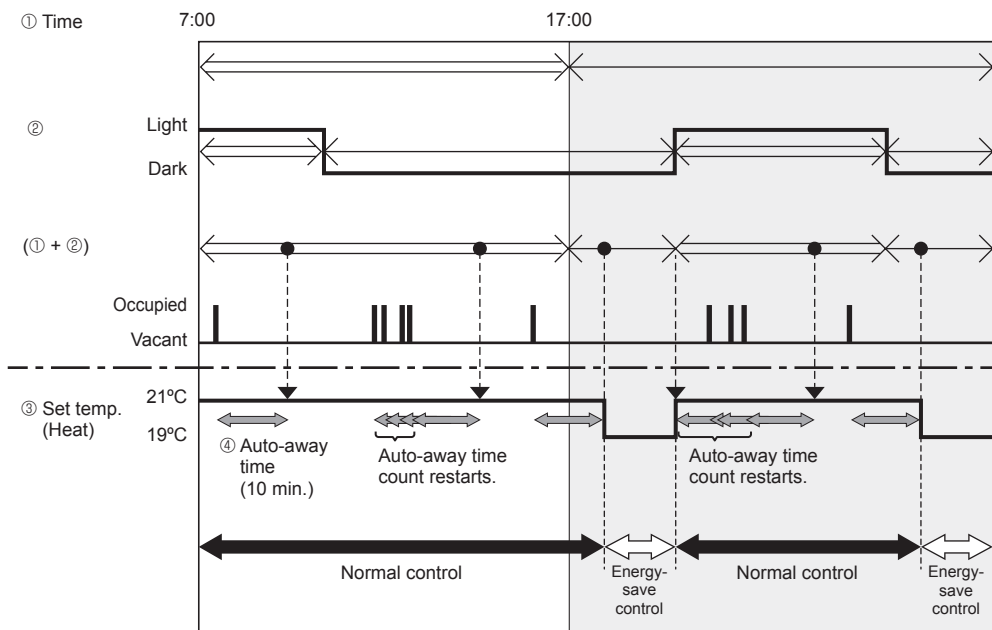 ① Time
7:00
17:00
②
Light
Dark
(① + ②)
Occupied
Vacant
③ Set temp.
(Heat)
21ºC
19ºC
④ Auto-away
time
(10 min.)
Auto-away time
count restarts.
Auto-away time
count restarts.
Normal control
Energy-
save
control
Normal control
Energy-
save
control